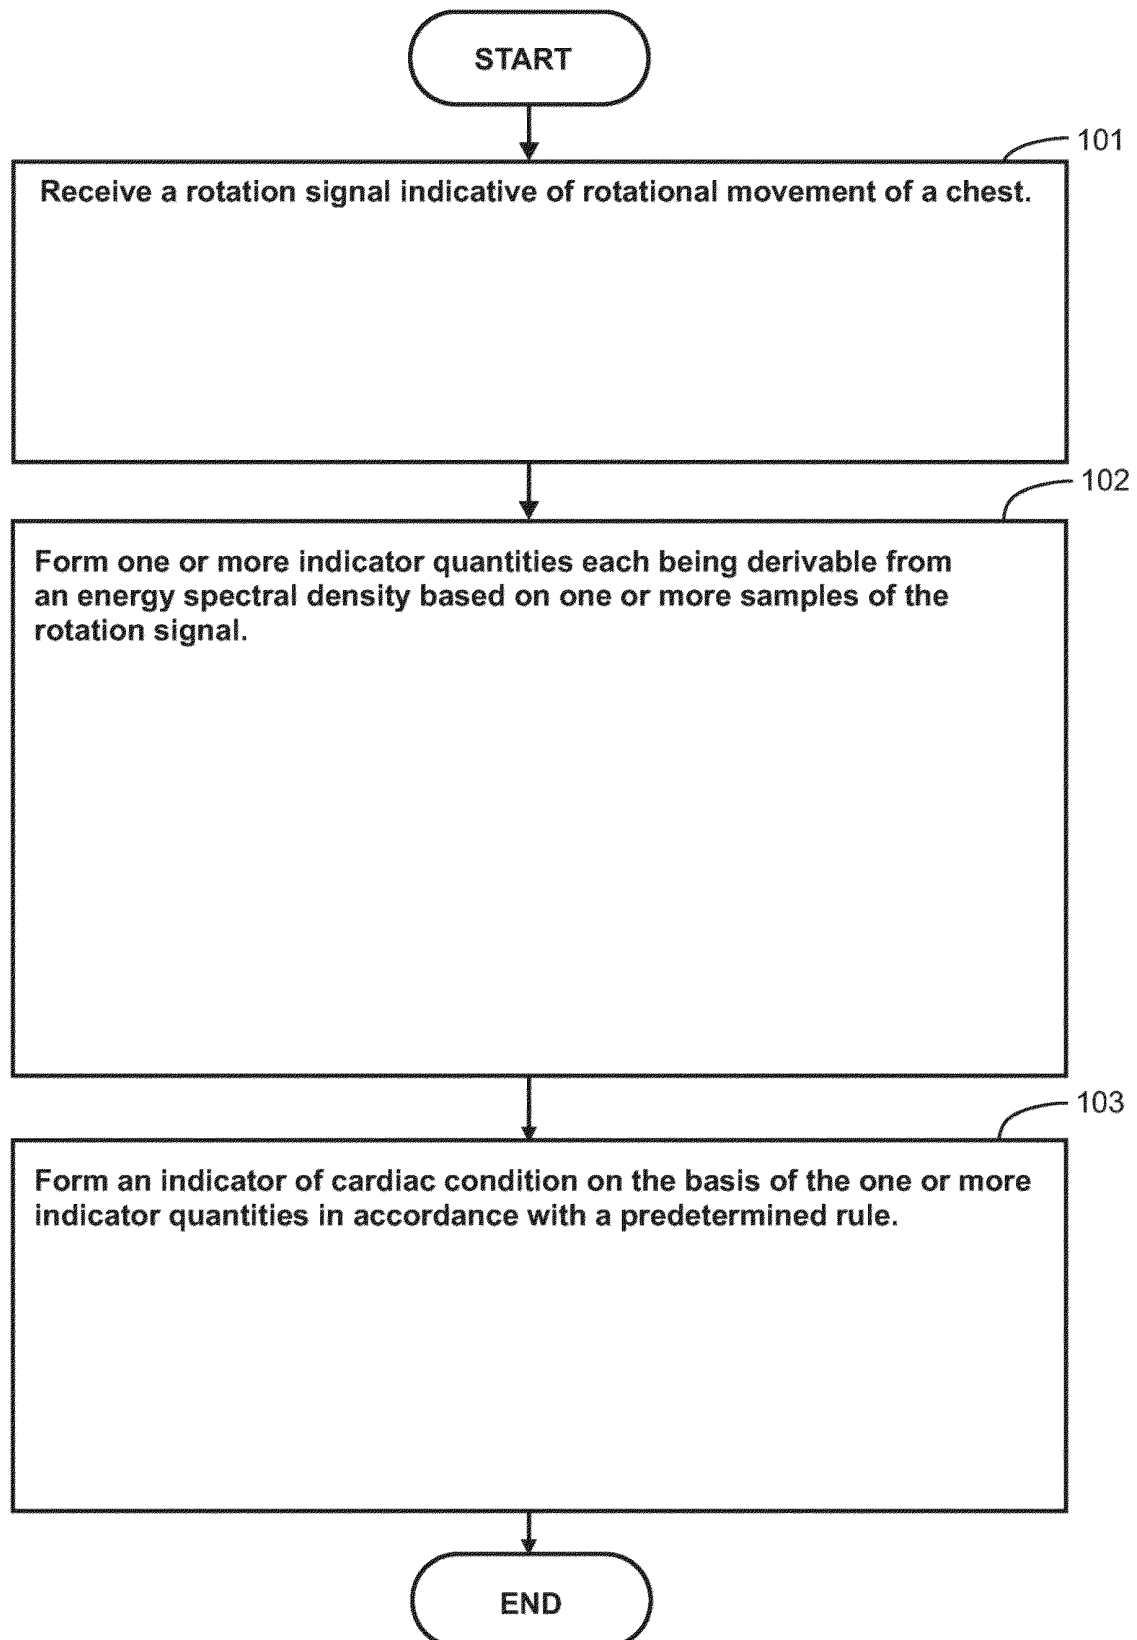 START
101
Receive a rotation signal indicative of rotational movement of a chest.
102
Form one or more indicator quantities each being derivable from
an energy spectral density based on one or more samples of the
rotation signal.
103
Form an indicator of cardiac condition on the basis of the one or more
indicator quantities in accordance with a predetermined rule.
END